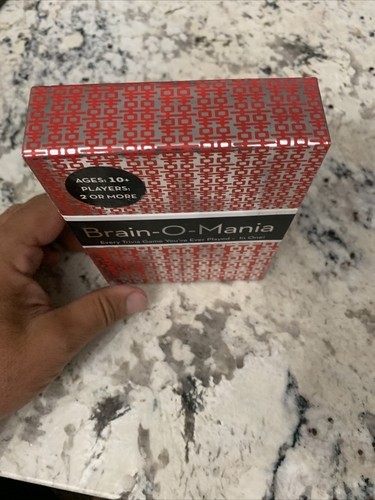 AGES: 10+
PLAYERS:
2 OR MORE
Brain-O-Mania
Every Trivia Game You've Ever Played – In One!